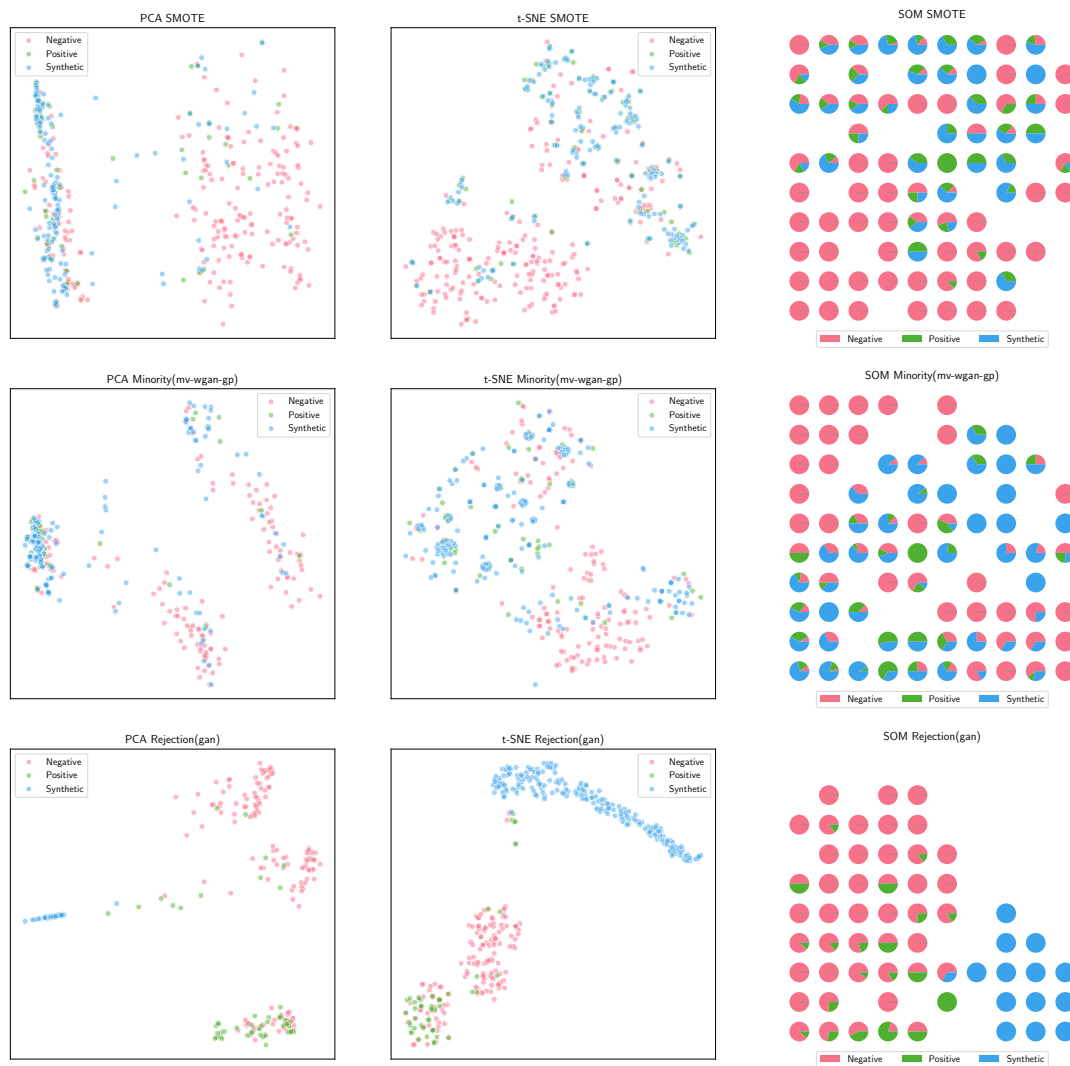 PCA SMOTE
Negative
Positive
Synthetic
t-SNE SMOTE
Negative
Positive
Synthetic
SOM SMOTE
Negative Positive Synthetic
PCA Minority(mv-wgan-gp)
Negative
Positive
Synthetic
t-SNE Minority(mv-wgan-gp)
Negative
Positive
Synthetic
SOM Minority(mv-wgan-gp)
Negative Positive Synthetic
PCA Rejection(gan)
Negative
Positive
Synthetic
t-SNE Rejection(gan)
Negative
Positive
Synthetic
SOM Rejection(gan)
Negative Positive Synthetic